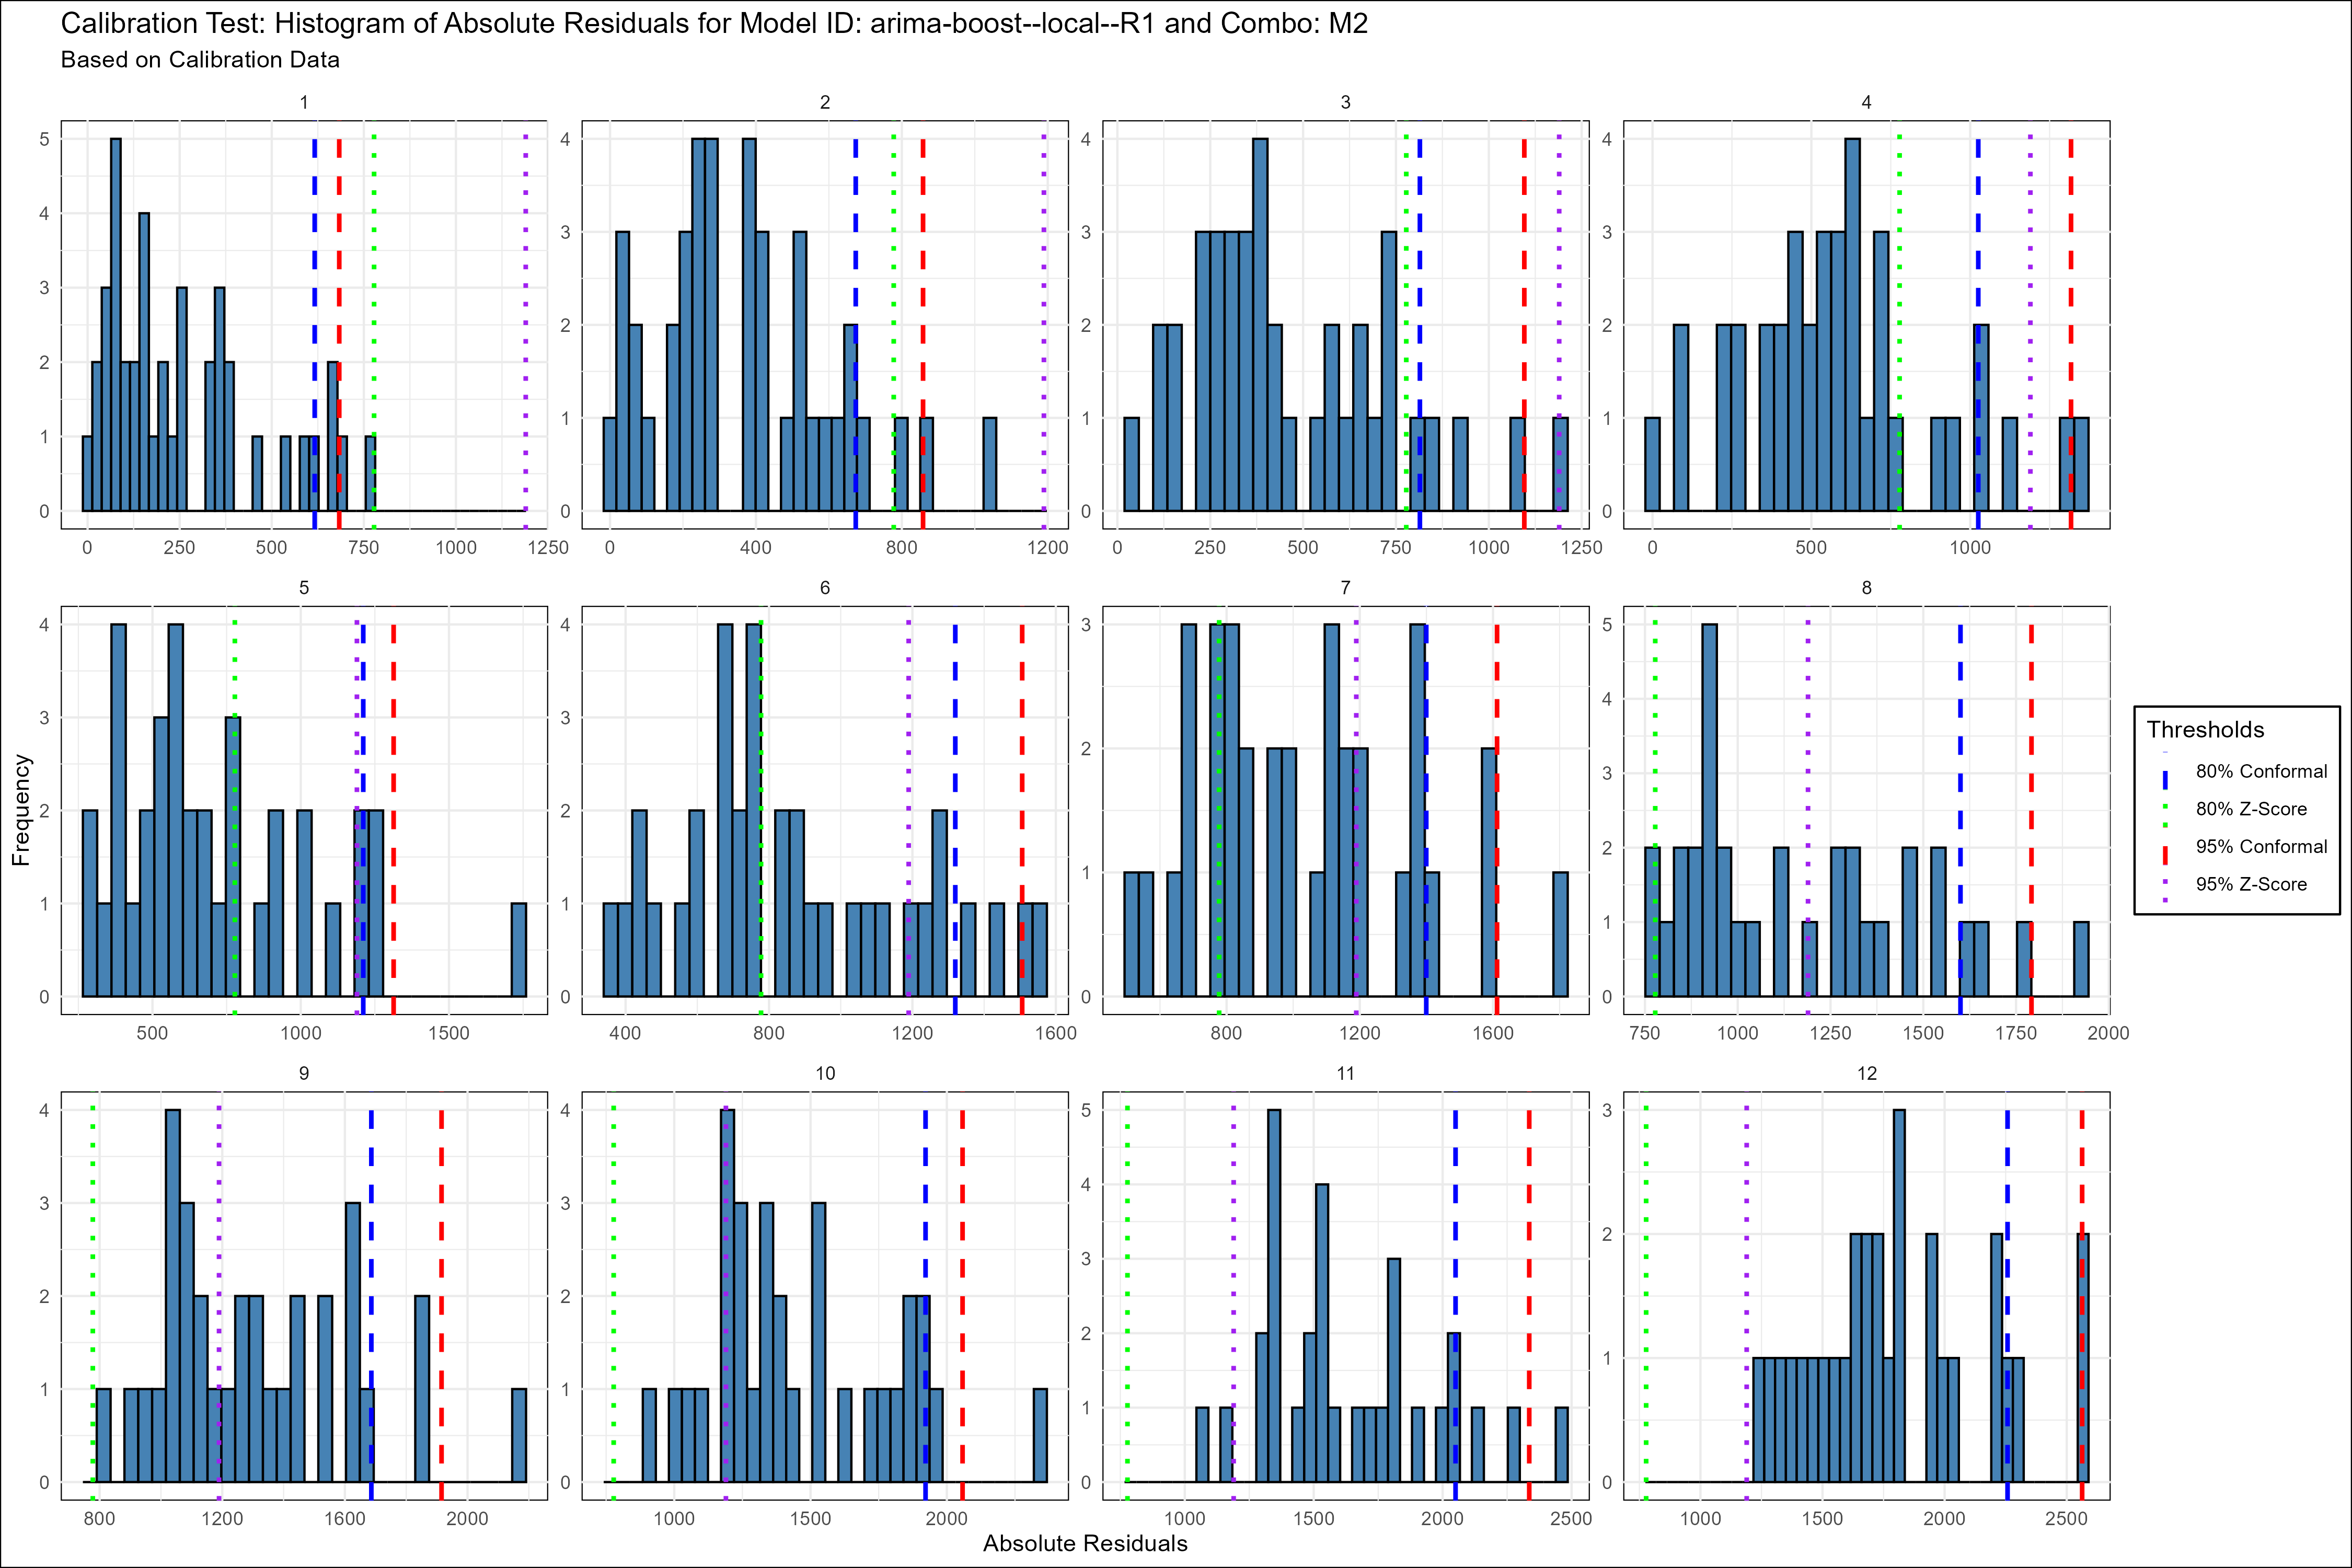 Calibration Test: Histogram of Absolute Residuals for Model ID: arima-boost--local--R1 and Combo: M2
Based on Calibration Data
1 2 3 4
5 4 3 2 1 0
4 3 2 1 0
4 3 2 1 0
4 3 2 1 0
0 250 500 750 1000 1250
0 400 800 1200
0 250 500 750 1000 1250
0 500 1000
5 6 7 8
4 3 2 1 0
4 3 2 1 0
3 2 1 0
5 4 3 2 1 0
500 1000 1500
400 800 1200 1600
800 1200 1600
750 1000 1250 1500 1750 2000
9 10 11 12
4 3 2 1 0
4 3 2 1 0
5 4 3 2 1 0
3 2 1 0
800 1200 1600 2000
1000 1500 2000
1000 1500 2000 2500
1000 1500 2000 2500
Frequency
Absolute Residuals
Thresholds
80% Conformal
80% Z-Score
95% Conformal
95% Z-Score